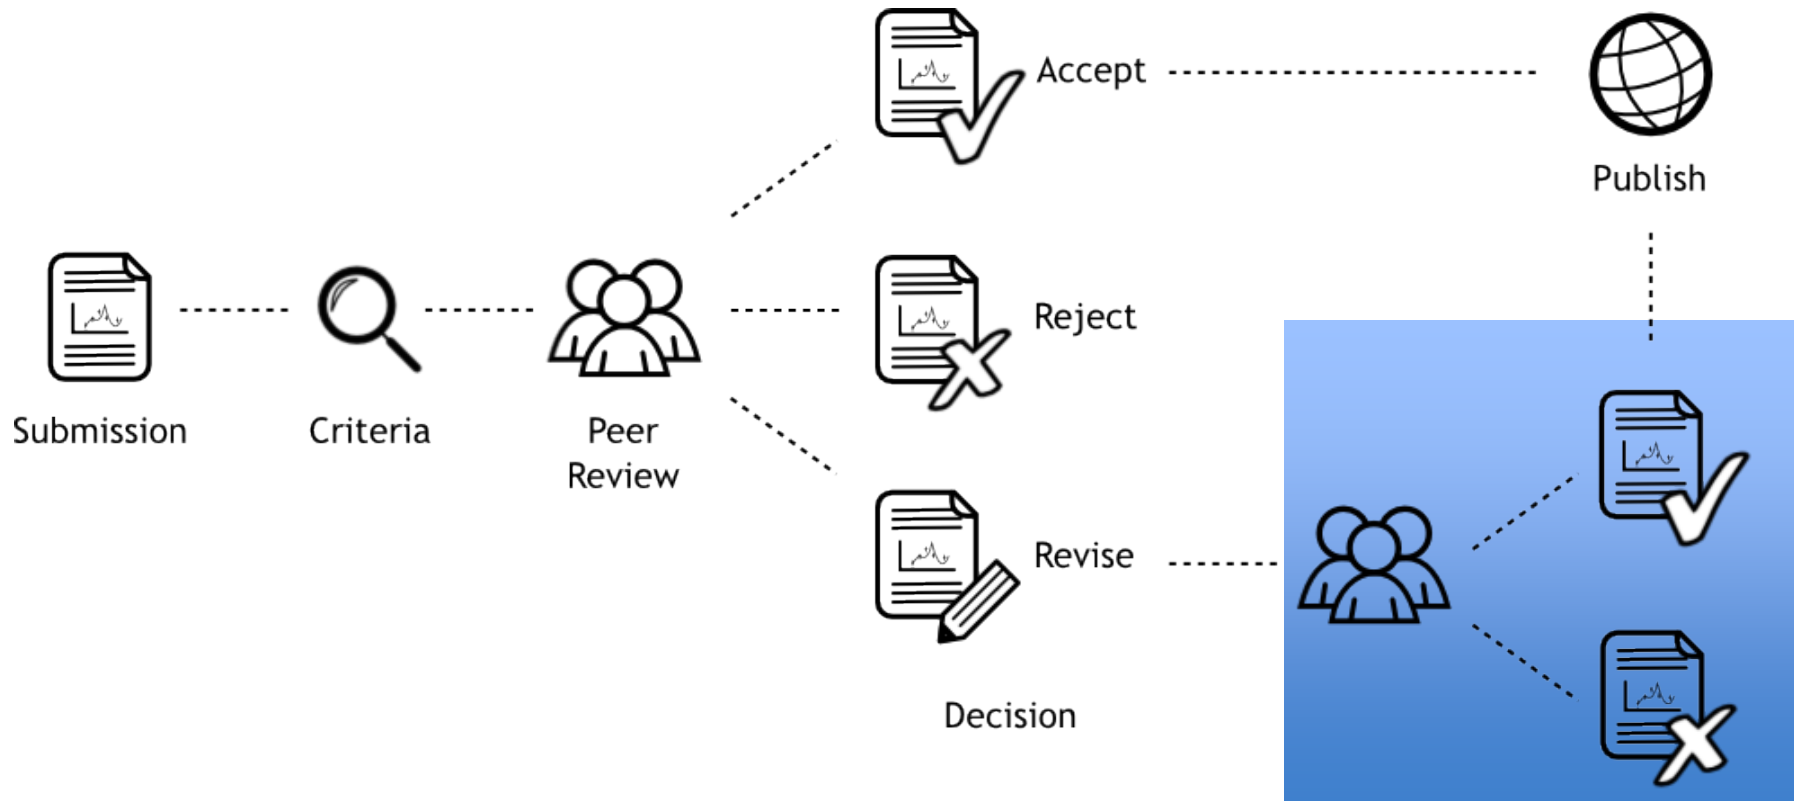 Submission
Criteria
Peer
Review
Accept
Reject
Revise
Decision
Publish